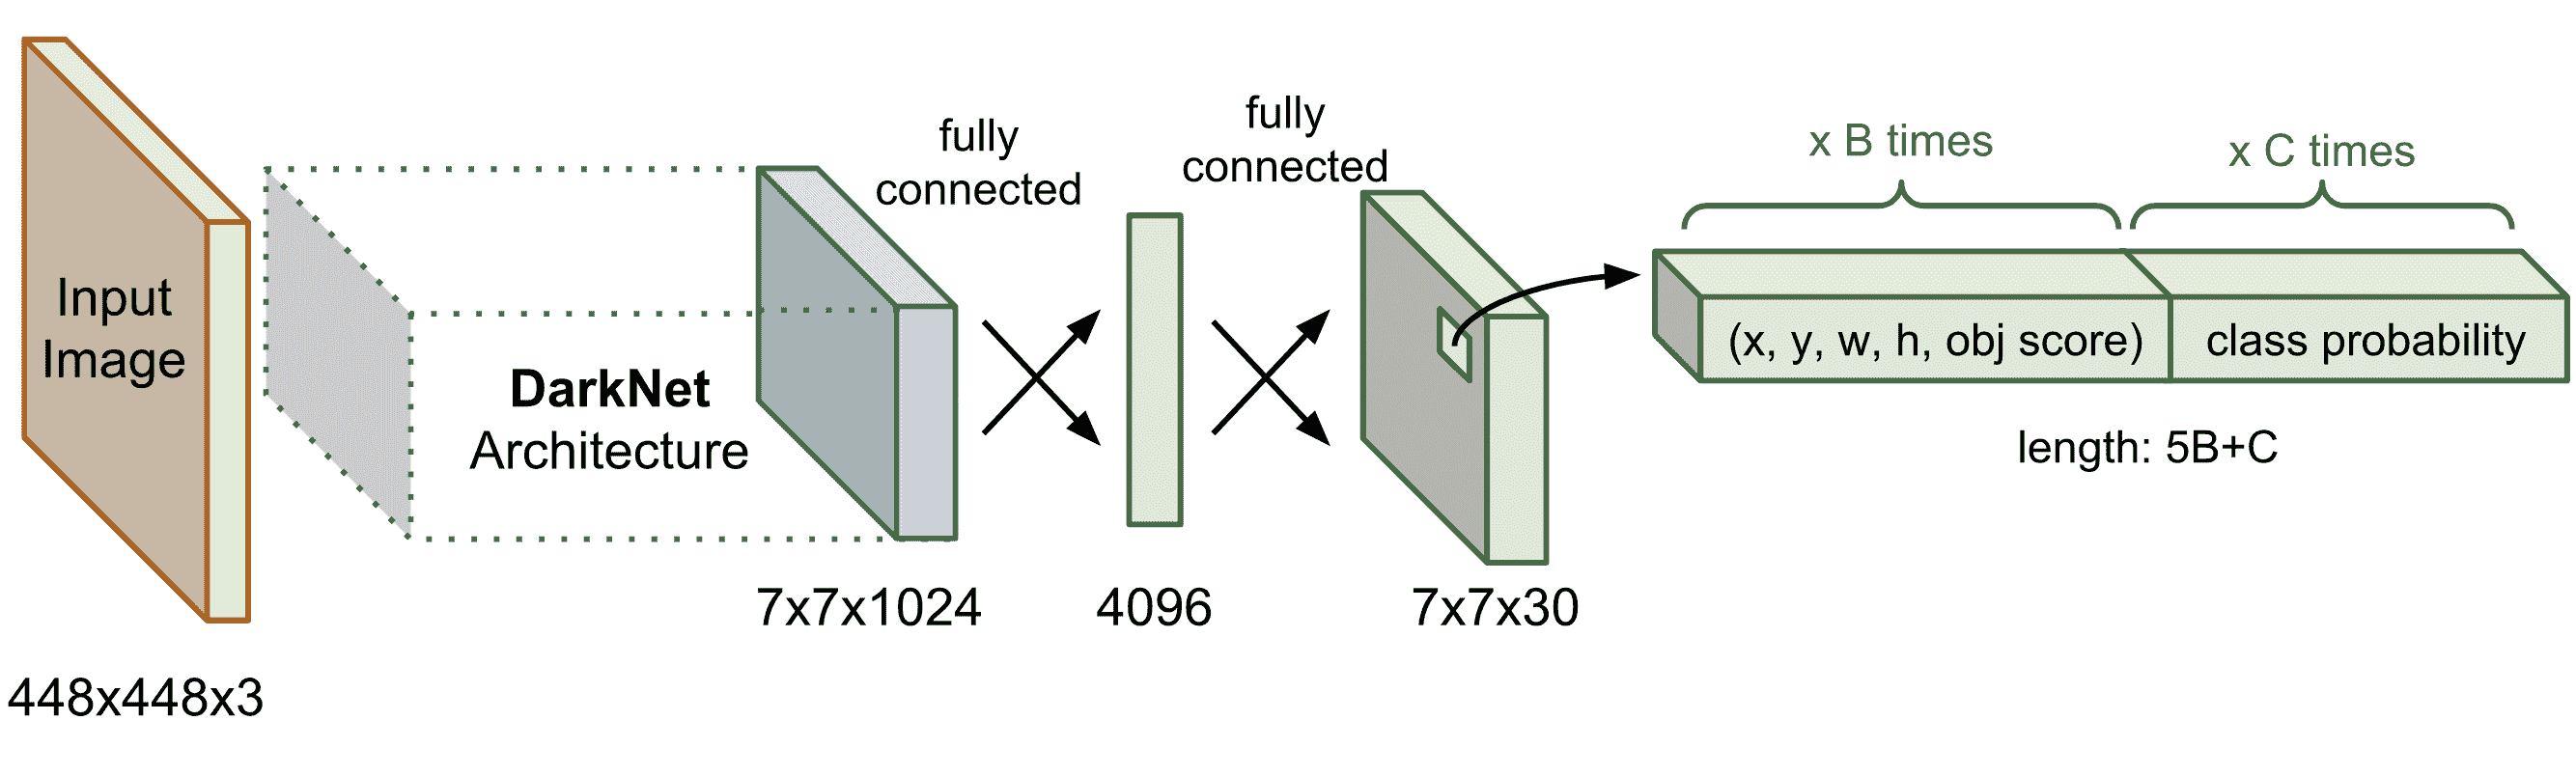 Input
Image
448x448x3
DarkNet
Architecture
7x7x1024
fully
connected
4096
fully
connected
7x7x30
x B times
x C times
(x, y, w, h, obj score)
class probability
length: 5B+C